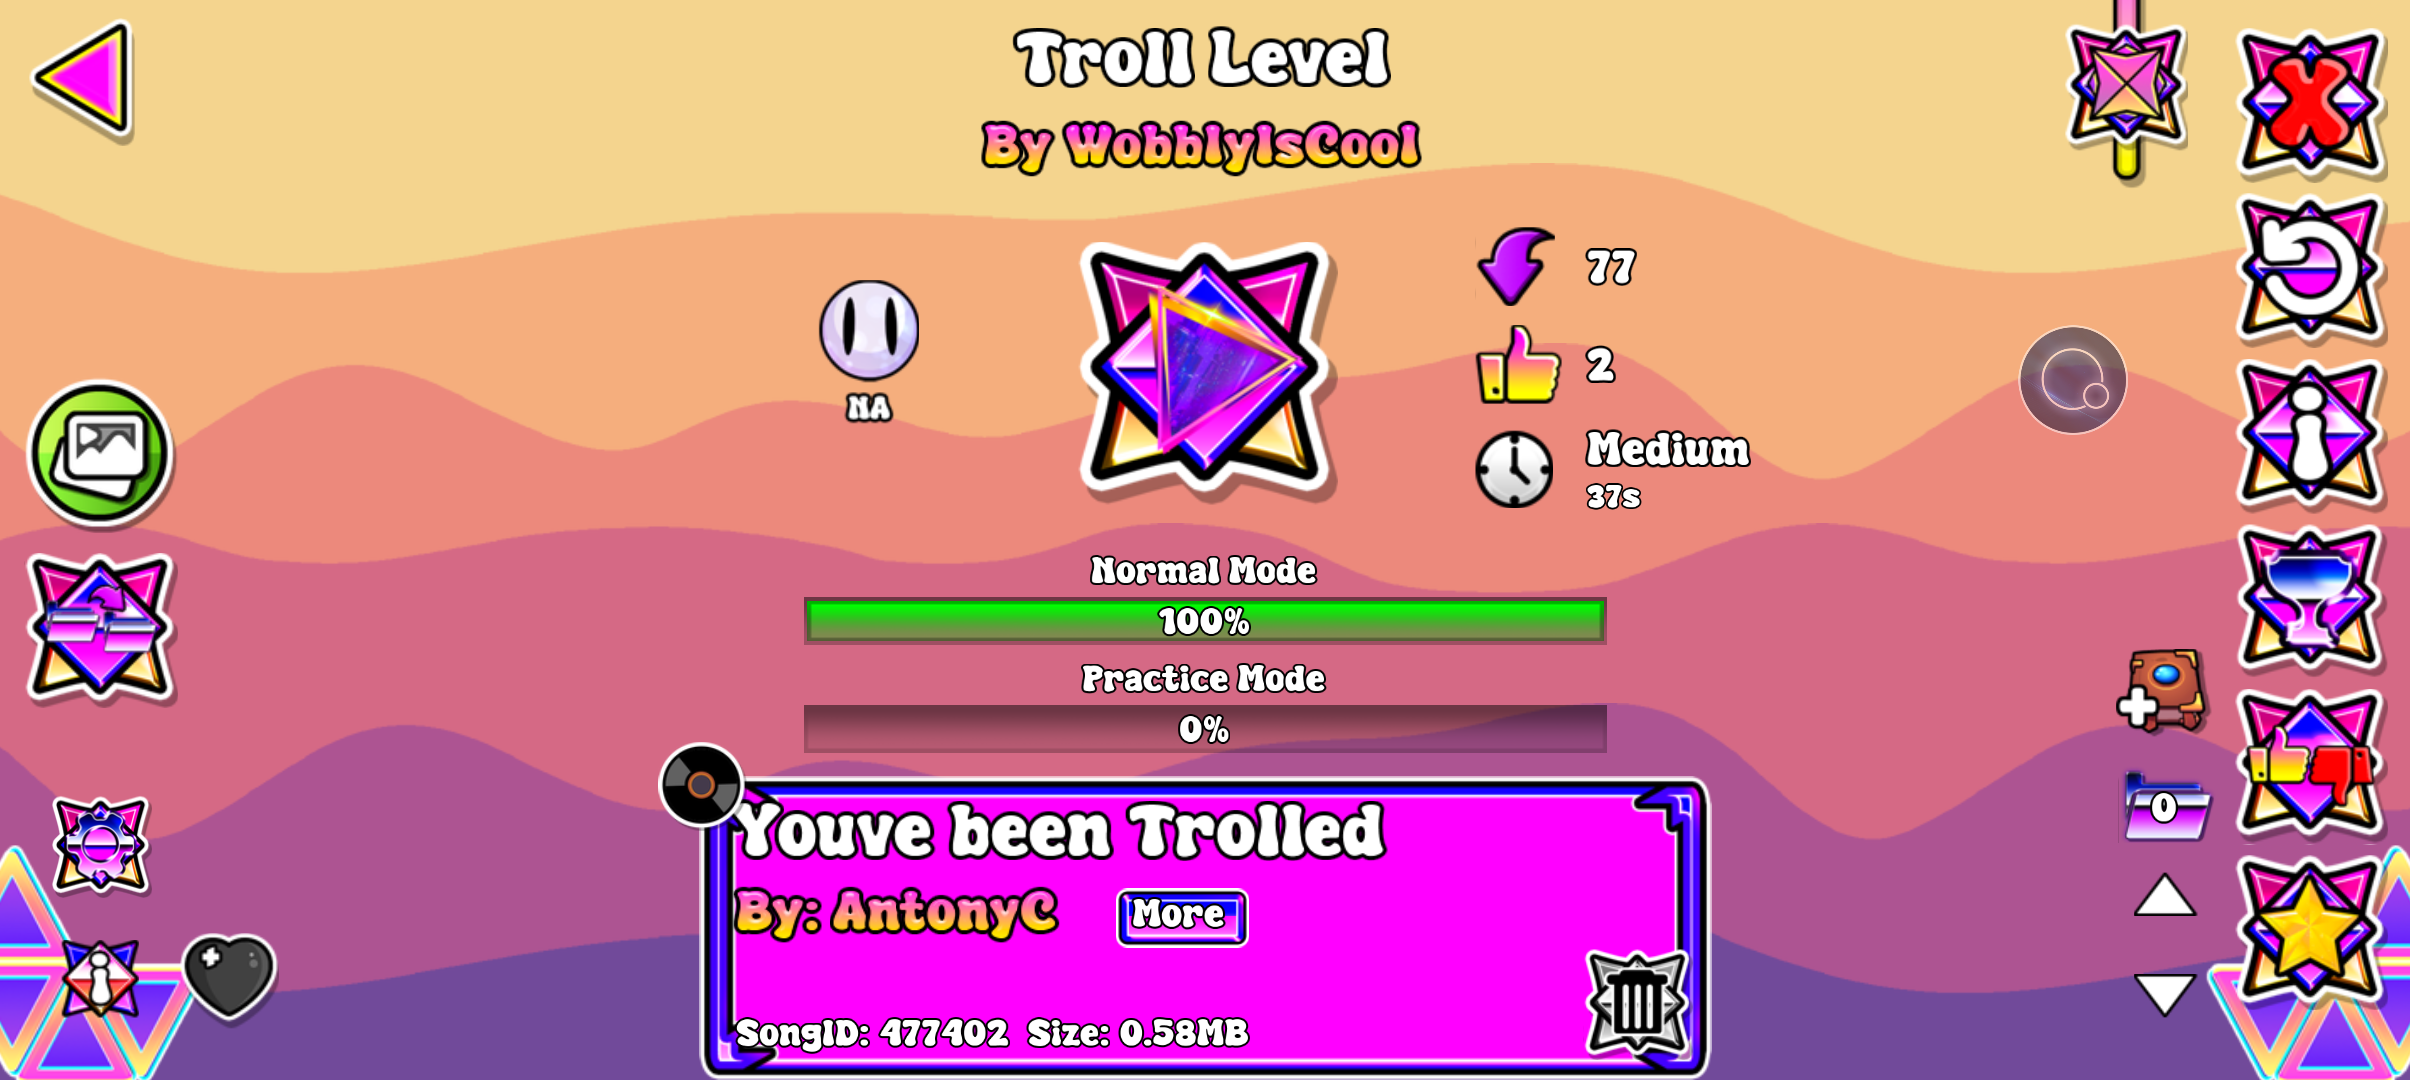 Troll Level
By WobblyIsCool
77
NA
2
Medium
37s
Normal Mode
100%
Practice Mode
0%
Youve been Trolled
0
By: AntonyC
More
SongID: 477402 Size: 0.58MB